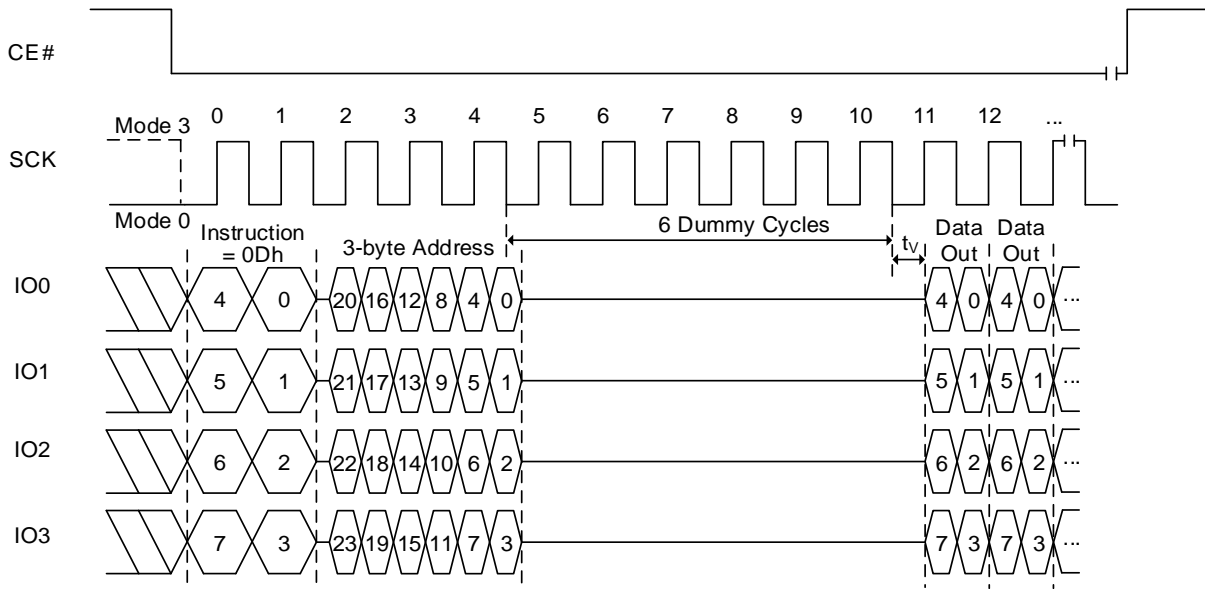 CE#
0 1 2 3 4 5 6 7 8 9 10 11 12 ...
Mode 3
SCK
Mode 0
Instruction
= 0Dh
3-byte Address
6 Dummy Cycles
tV
Data
Out
Data
Out
IO0 4 0 20 16 12 8 4 0 4 0 4 0 ...
IO1 5 1 21 17 13 9 5 1 5 1 5 1 ...
IO2 6 2 22 18 14 10 6 2 6 2 6 2 ...
IO3 7 3 23 19 15 11 7 3 7 3 7 3 ...